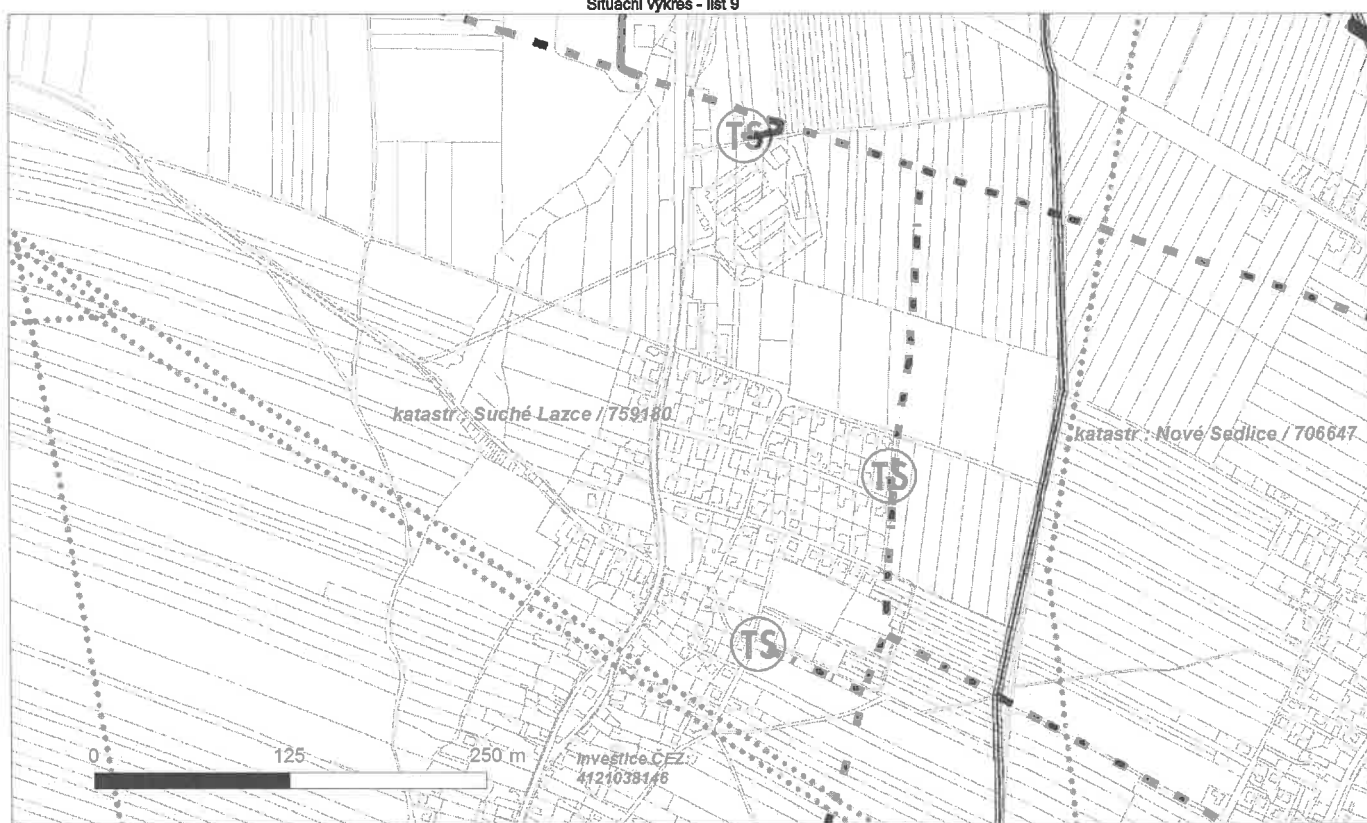 Situační výkres - list 9
TS
katastr : Suché Lazce / 759180
katastr : Nové Sedlice / 706647
TS
TS
0 125 250 m
Investice ČEZ:
4121038146